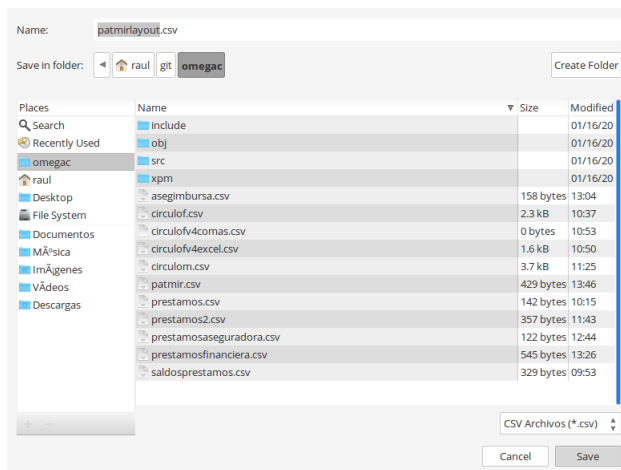 Name: patmirlayout.csv
Save in folder: raul git omegac Create Folder
Places Name Size Modified
Search include 01/16/20
Recently Used obj 01/16/20
omegac src 01/16/20
raul xpm 01/16/20
Desktop asegimbursa.csv 158 bytes 13:04
File System circulof.csv 2.3 kB 10:37
Documentos circulofv4comas.csv 0 bytes 10:53
MÃºsica circulofv4excel.csv 1.6 kB 10:50
ImÃ¡genes circulom.csv 3.7 kB 11:25
VÃ­deos patmir.csv 429 bytes 13:46
Descargas prestamos.csv 142 bytes 10:15
prestamos2.csv 357 bytes 11:43
prestamosaseguradora.csv 122 bytes 12:44
prestamosfinanciera.csv 545 bytes 13:26
saldosprestamos.csv 329 bytes 09:53
CSV Archivos (*.csv)
Cancel Save